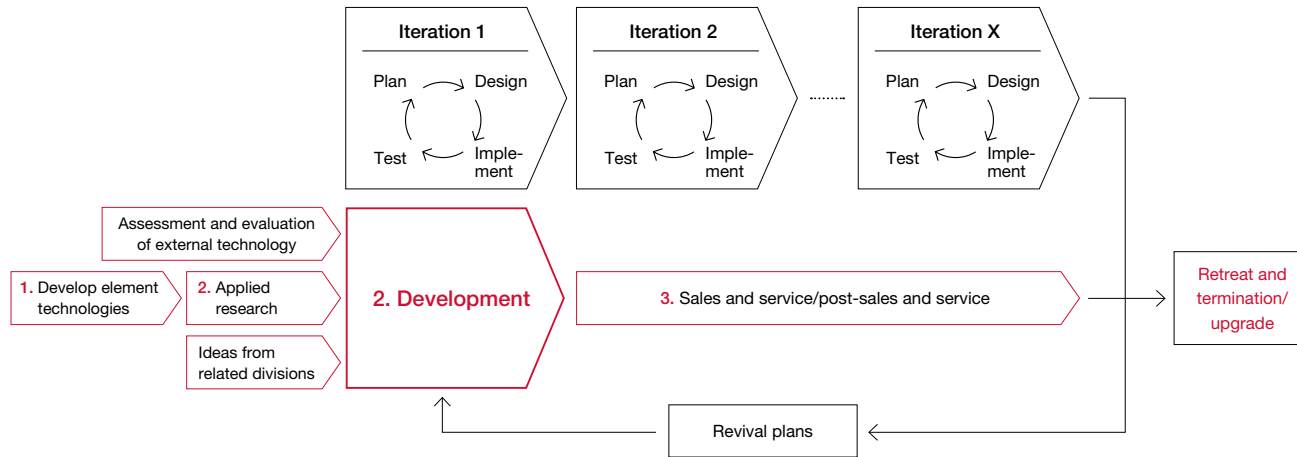 Iteration 1
Plan
Design
Test
Imple-
ment
Iteration 2
Plan
Design
Test
Imple-
ment
Iteration X
Plan
Design
Test
Imple-
ment
Assessment and evaluation
of external technology
1. Develop element
technologies
2. Applied
research
Ideas from
related divisions
2. Development
3. Sales and service/post-sales and service
Retreat and
termination/
upgrade
Revival plans